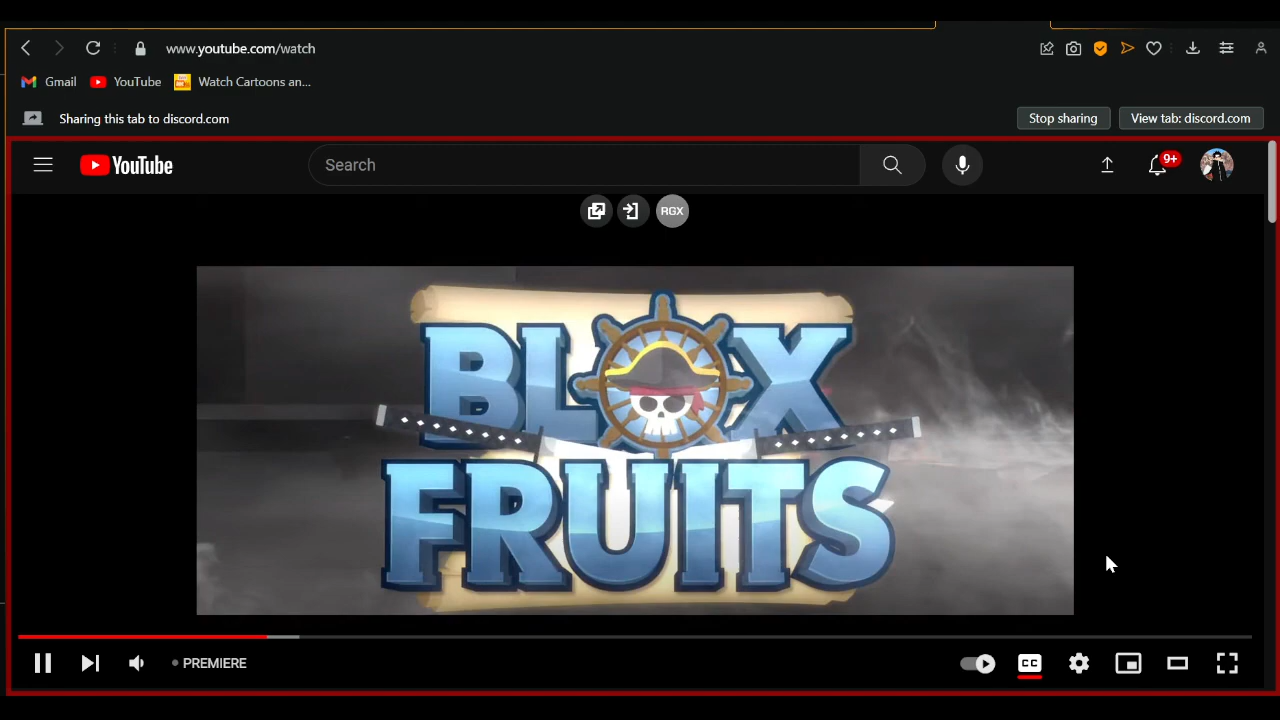 www.youtube.com/watch
Gmail YouTube Watch Cartoons an...
Sharing this tab to discord.com Stop sharing View tab: discord.com
YouTube Search 9+
RGX
BLOX
FRUITS
PREMIERE CC